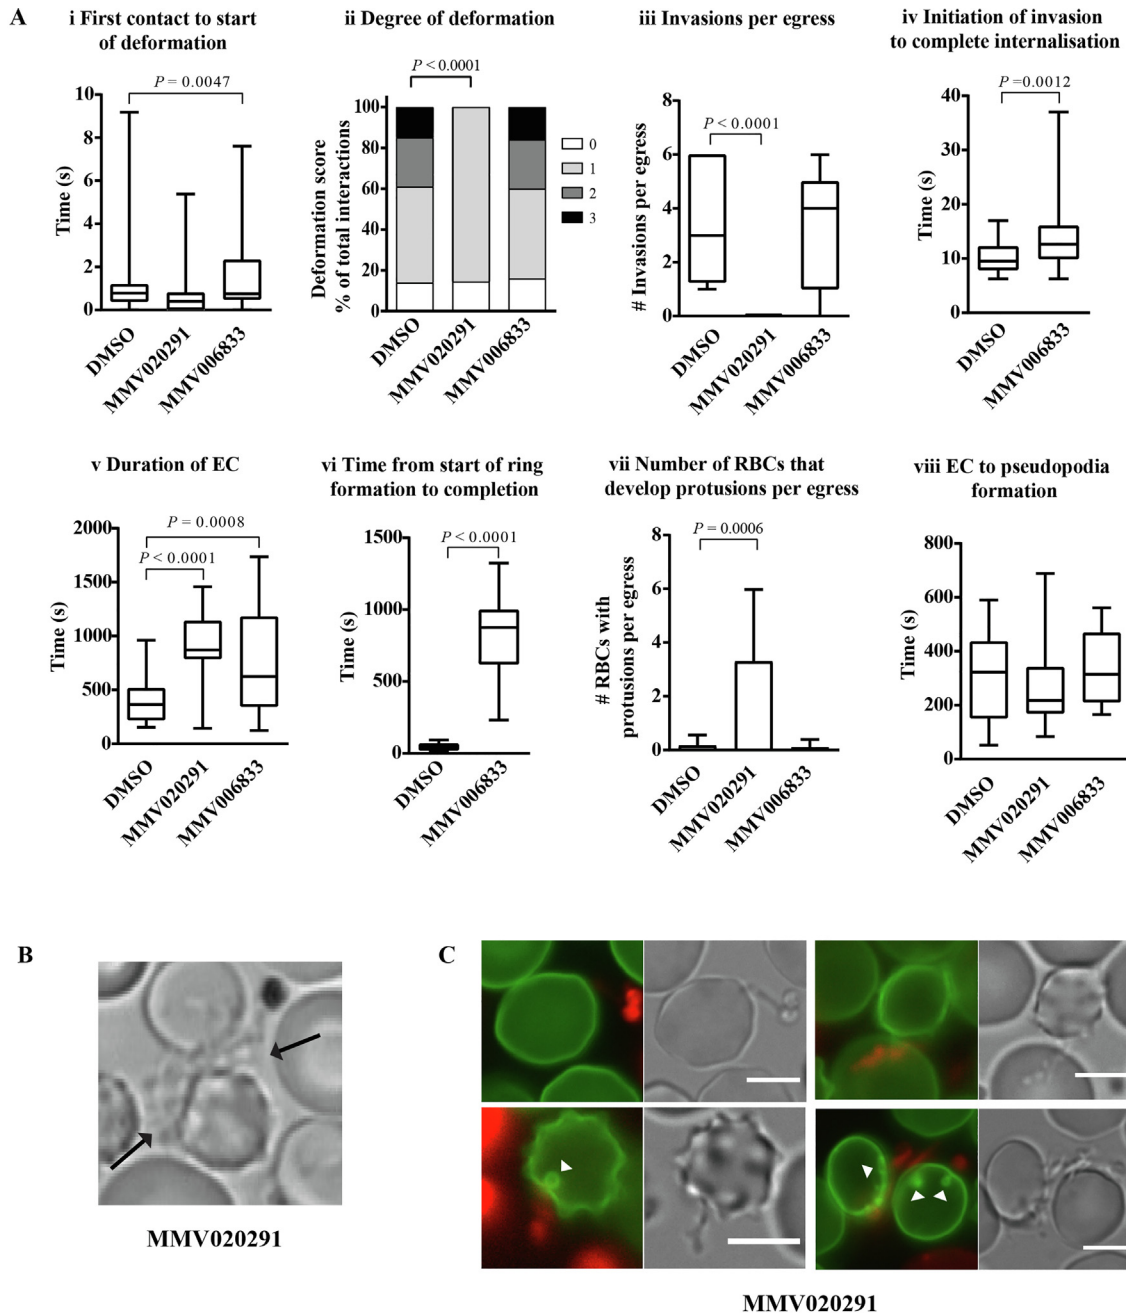 A
i First contact to start
of deformation
P = 0.0047
Time (s)
10
8
6
4
2
0
DMSO
MMV020291
MMV006833
ii Degree of deformation
P < 0.0001
Deformation score
% of total interactions
100
80
60
40
20
0
0
1
2
3
DMSO
MMV020291
MMV006833
iii Invasions per egress
P < 0.0001
# Invasions per egress
8
6
4
2
0
DMSO
MMV020291
MMV006833
iv Initiation of invasion
to complete internalisation
P =0.0012
Time (s)
40
30
20
10
0
DMSO
MMV006833
v Duration of EC
P = 0.0008
P < 0.0001
Time (s)
2000
1500
1000
500
0
DMSO
MMV020291
MMV006833
vi Time from start of ring
formation to completion
P < 0.0001
Time (s)
1500
1000
500
0
DMSO
MMV006833
vii Number of RBCs that
develop protusions per egress
P = 0.0006
# RBCs with
protusions per egress
8
6
4
2
0
DMSO
MMV020291
MMV006833
viii EC to pseudopodia
formation
Time (s)
800
600
400
200
0
DMSO
MMV020291
MMV006833
B
MMV020291
C
MMV020291